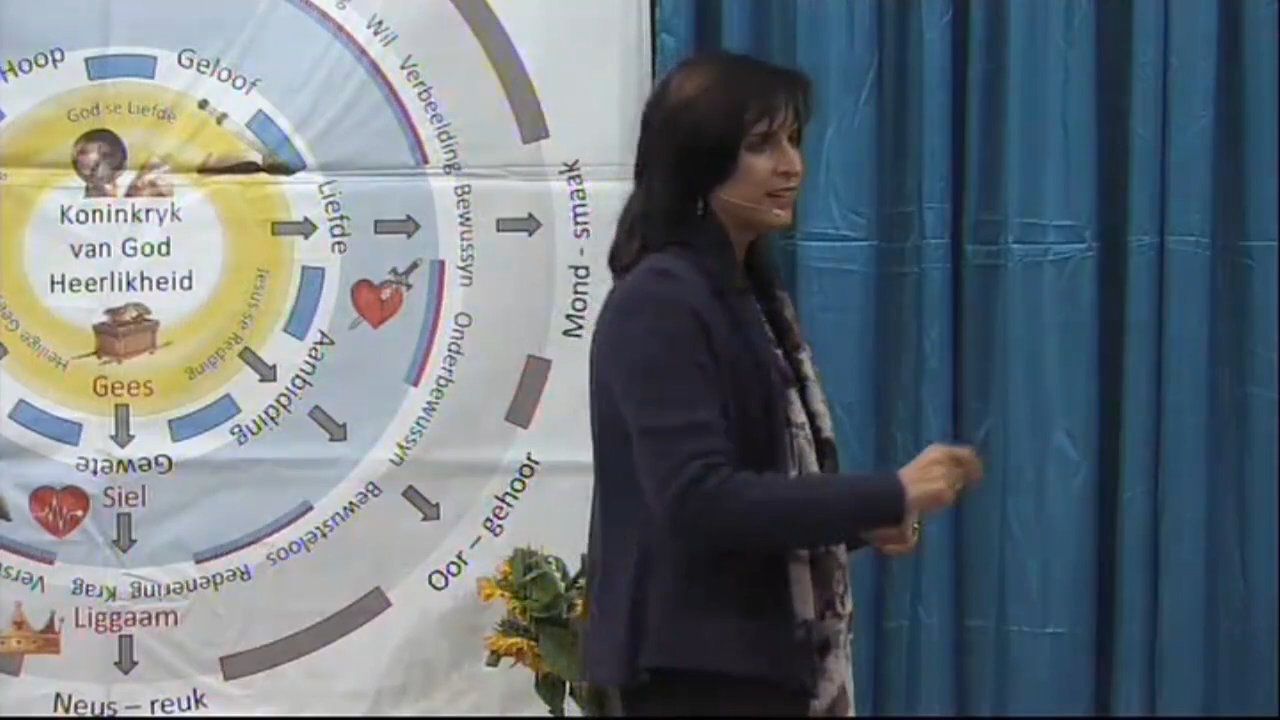 Hoop
Geloof
Wil
Verbeelding
God se Liefde
Koninkryk
van God
Heerlikheid
Liefde
Bewussyn
Mond - smaak
Jesus se Redding
Gees
Aanbidding
Onderbewussyn
Gewete
Siel
Oor – gehoor
Bewusteloos
Redenering
Krag
Liggaam
Neus – reuk